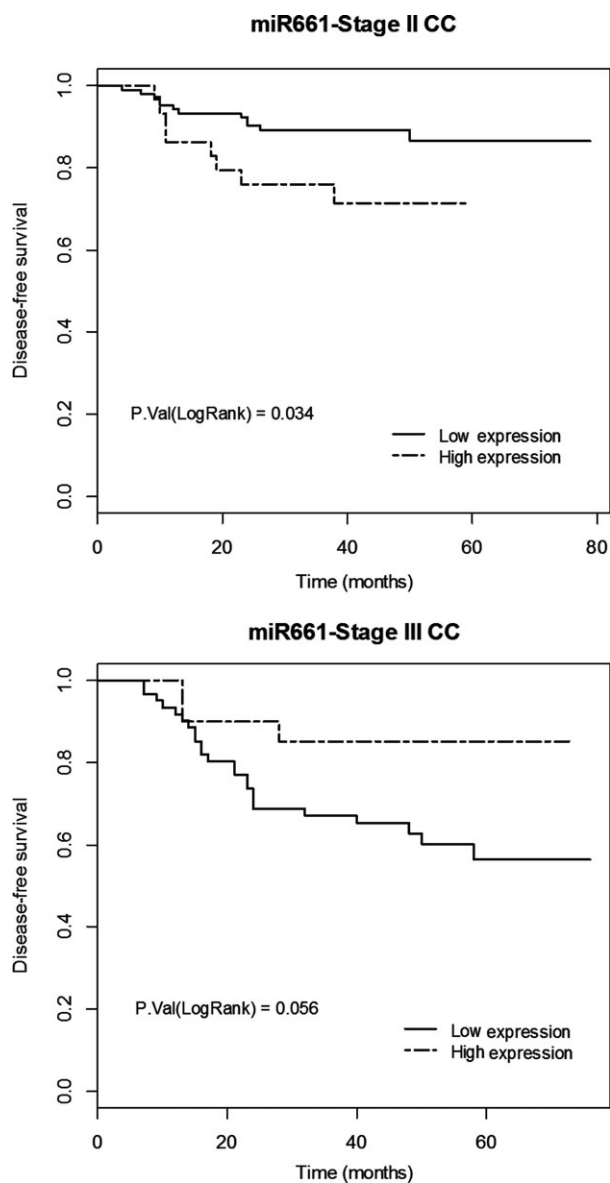 miR661-Stage II CC
Disease-free survival
1.0
0.8
0.6
0.4
0.2
0.0
P.Val(LogRank) = 0.034
Low expression
High expression
0 20 40 60 80
Time (months)
miR661-Stage III CC
Disease-free survival
1.0
0.8
0.6
0.4
0.2
0.0
P.Val(LogRank) = 0.056
Low expression
High expression
0 20 40 60
Time (months)